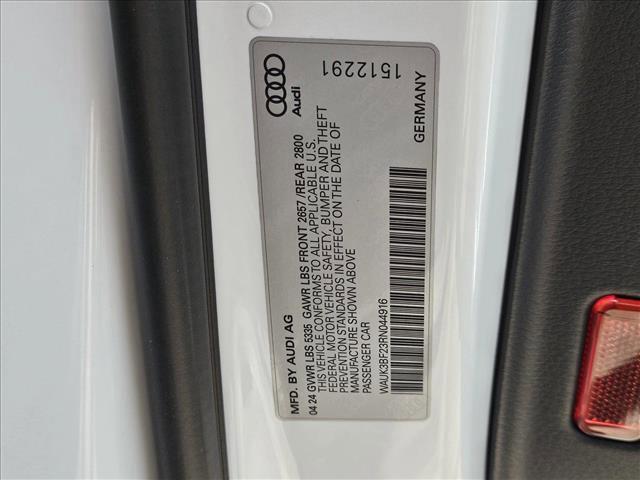 Audi
1512291
MFD. BY AUDI AG
GERMANY
04 24 GVWR LBS 5335 GAWR LBS FRONT 2657 /REAR 2800
THIS VEHICLE CONFORMS TO ALL APPLICABLE U.S.
FEDERAL MOTOR VEHICLE SAFETY, BUMPER AND THEFT
PREVENTION STANDARDS IN EFFECT ON THE DATE OF
MANUFACTURE SHOWN ABOVE
PASSENGER CAR
WAUK3BF23RN044916